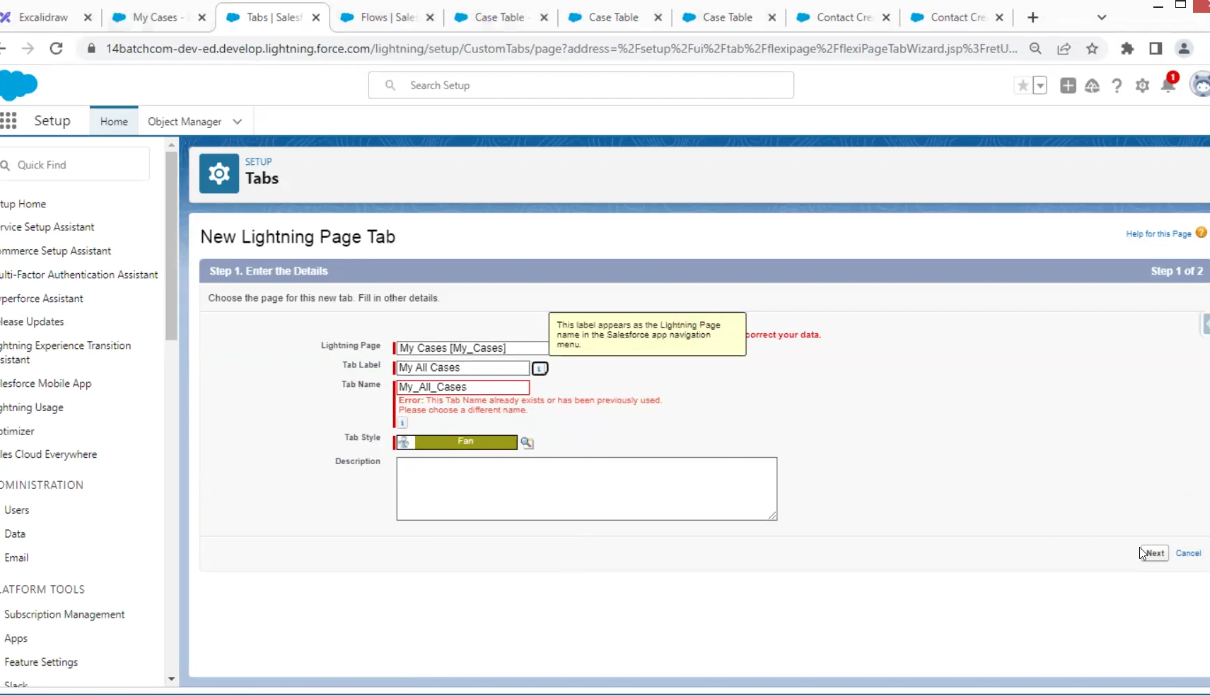 Excalidraw
My Cases -
Tabs | Sales
Flows | Sale
Case Table -
Case Table
Case Table
Contact Cre
Contact Cre
14batchcom-dev-ed.develop.lightning.force.com/lightning/setup/CustomTabs/page?address=%2Fsetup%2Fui%2Ftab%2Fflexipage%2FflexiPageTabWizard.jsp%3FretU...
Search Setup
1
Setup
Home
Object Manager
Quick Find
SETUP
Tabs
tup Home
rvice Setup Assistant
ommerce Setup Assistant
ulti-Factor Authentication Assistant
yperforce Assistant
lease Updates
ghtning Experience Transition
ssistant
lesforce Mobile App
ghtning Usage
ptimizer
les Cloud Everywhere
OMINISTRATION
Users
Data
Email
LATFORM TOOLS
Subscription Management
Apps
Feature Settings
Slack
New Lightning Page Tab
Help for this Page
Step 1. Enter the Details
Step 1 of 2
Choose the page for this new tab. Fill in other details.
This label appears as the Lightning Page
name in the Salesforce app navigation
menu.
correct your data.
Lightning Page
My Cases [My_Cases]
Tab Label
My All Cases
i
Tab Name
My_All_Cases
Error: This Tab Name already exists or has been previously used.
Please choose a different name.
i
Tab Style
Fan
Description
Next
Cancel